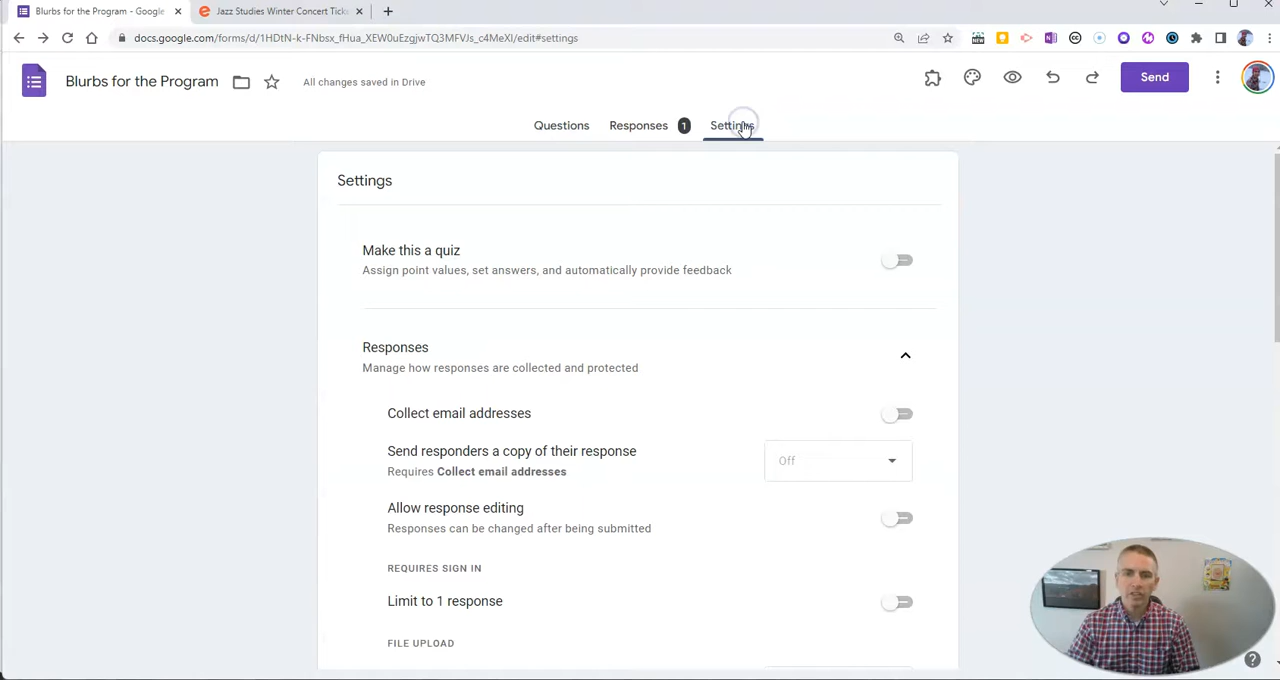 Blurbs for the Program - Google
Jazz Studies Winter Concert Ticke
docs.google.com/forms/d/1HDtN-k-FNbsx_fHua_XEW0uEzgjwTQ3MFVJs_c4MeXI/edit#settings
Blurbs for the Program
All changes saved in Drive
Send
Questions
Responses 1
Settings
Settings
Make this a quiz
Assign point values, set answers, and automatically provide feedback
Responses
Manage how responses are collected and protected
Collect email addresses
Send responders a copy of their response
Requires Collect email addresses
Off
Allow response editing
Responses can be changed after being submitted
REQUIRES SIGN IN
Limit to 1 response
FILE UPLOAD